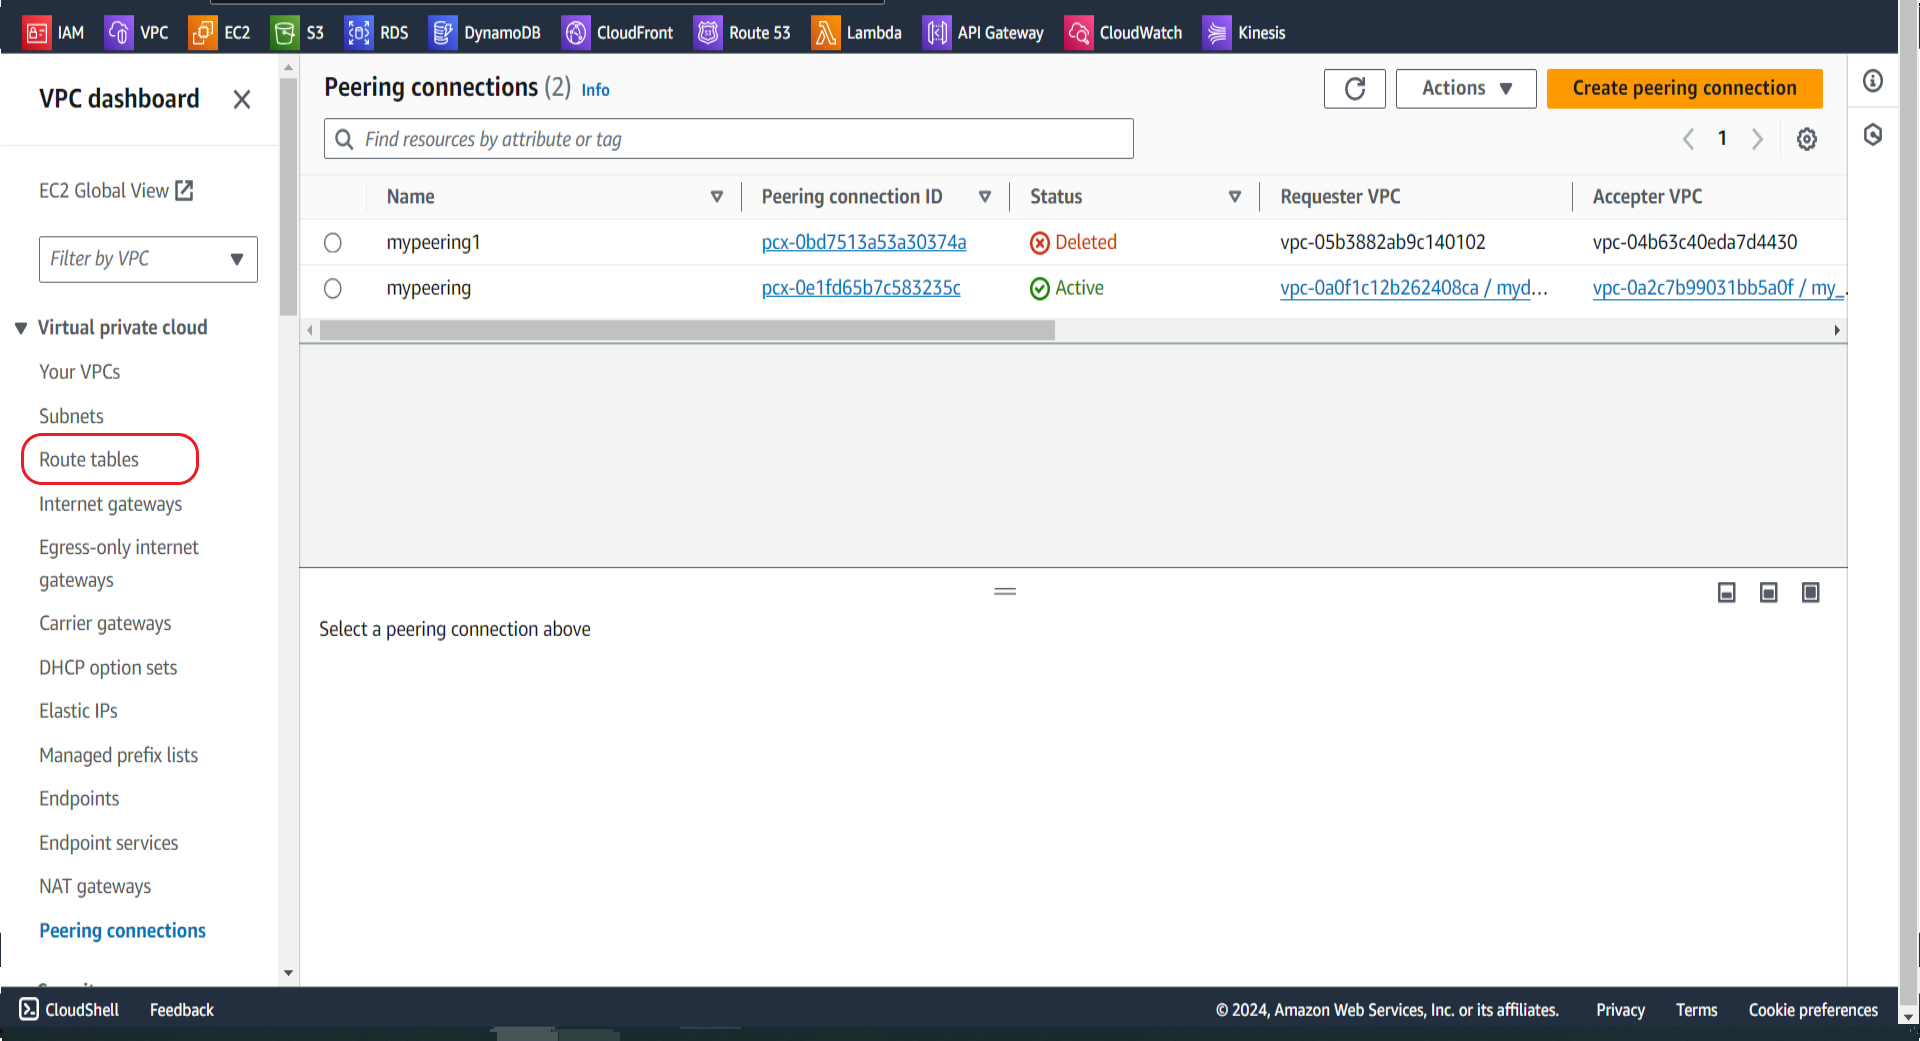 IAM VPC EC2 S3 RDS DynamoDB CloudFront Route 53 Lambda API Gateway CloudWatch Kinesis
VPC dashboard
EC2 Global View
Filter by VPC
Virtual private cloud
Your VPCs
Subnets
Route tables
Internet gateways
Egress-only internet
gateways
Carrier gateways
DHCP option sets
Elastic IPs
Managed prefix lists
Endpoints
Endpoint services
NAT gateways
Peering connections
Peering connections (2) Info
Actions
Create peering connection
Find resources by attribute or tag
1
Name Peering connection ID Status Requester VPC Accepter VPC
mypeering1 pcx-0bd7513a53a30374a Deleted vpc-05b3882ab9c140102 vpc-04b63c40eda7d4430
mypeering pcx-0e1fd65b7c583235c Active vpc-0a0f1c12b262408ca / myd... vpc-0a2c7b99031bb5a0f / my_
Select a peering connection above
CloudShell Feedback © 2024, Amazon Web Services, Inc. or its affiliates. Privacy Terms Cookie preferences